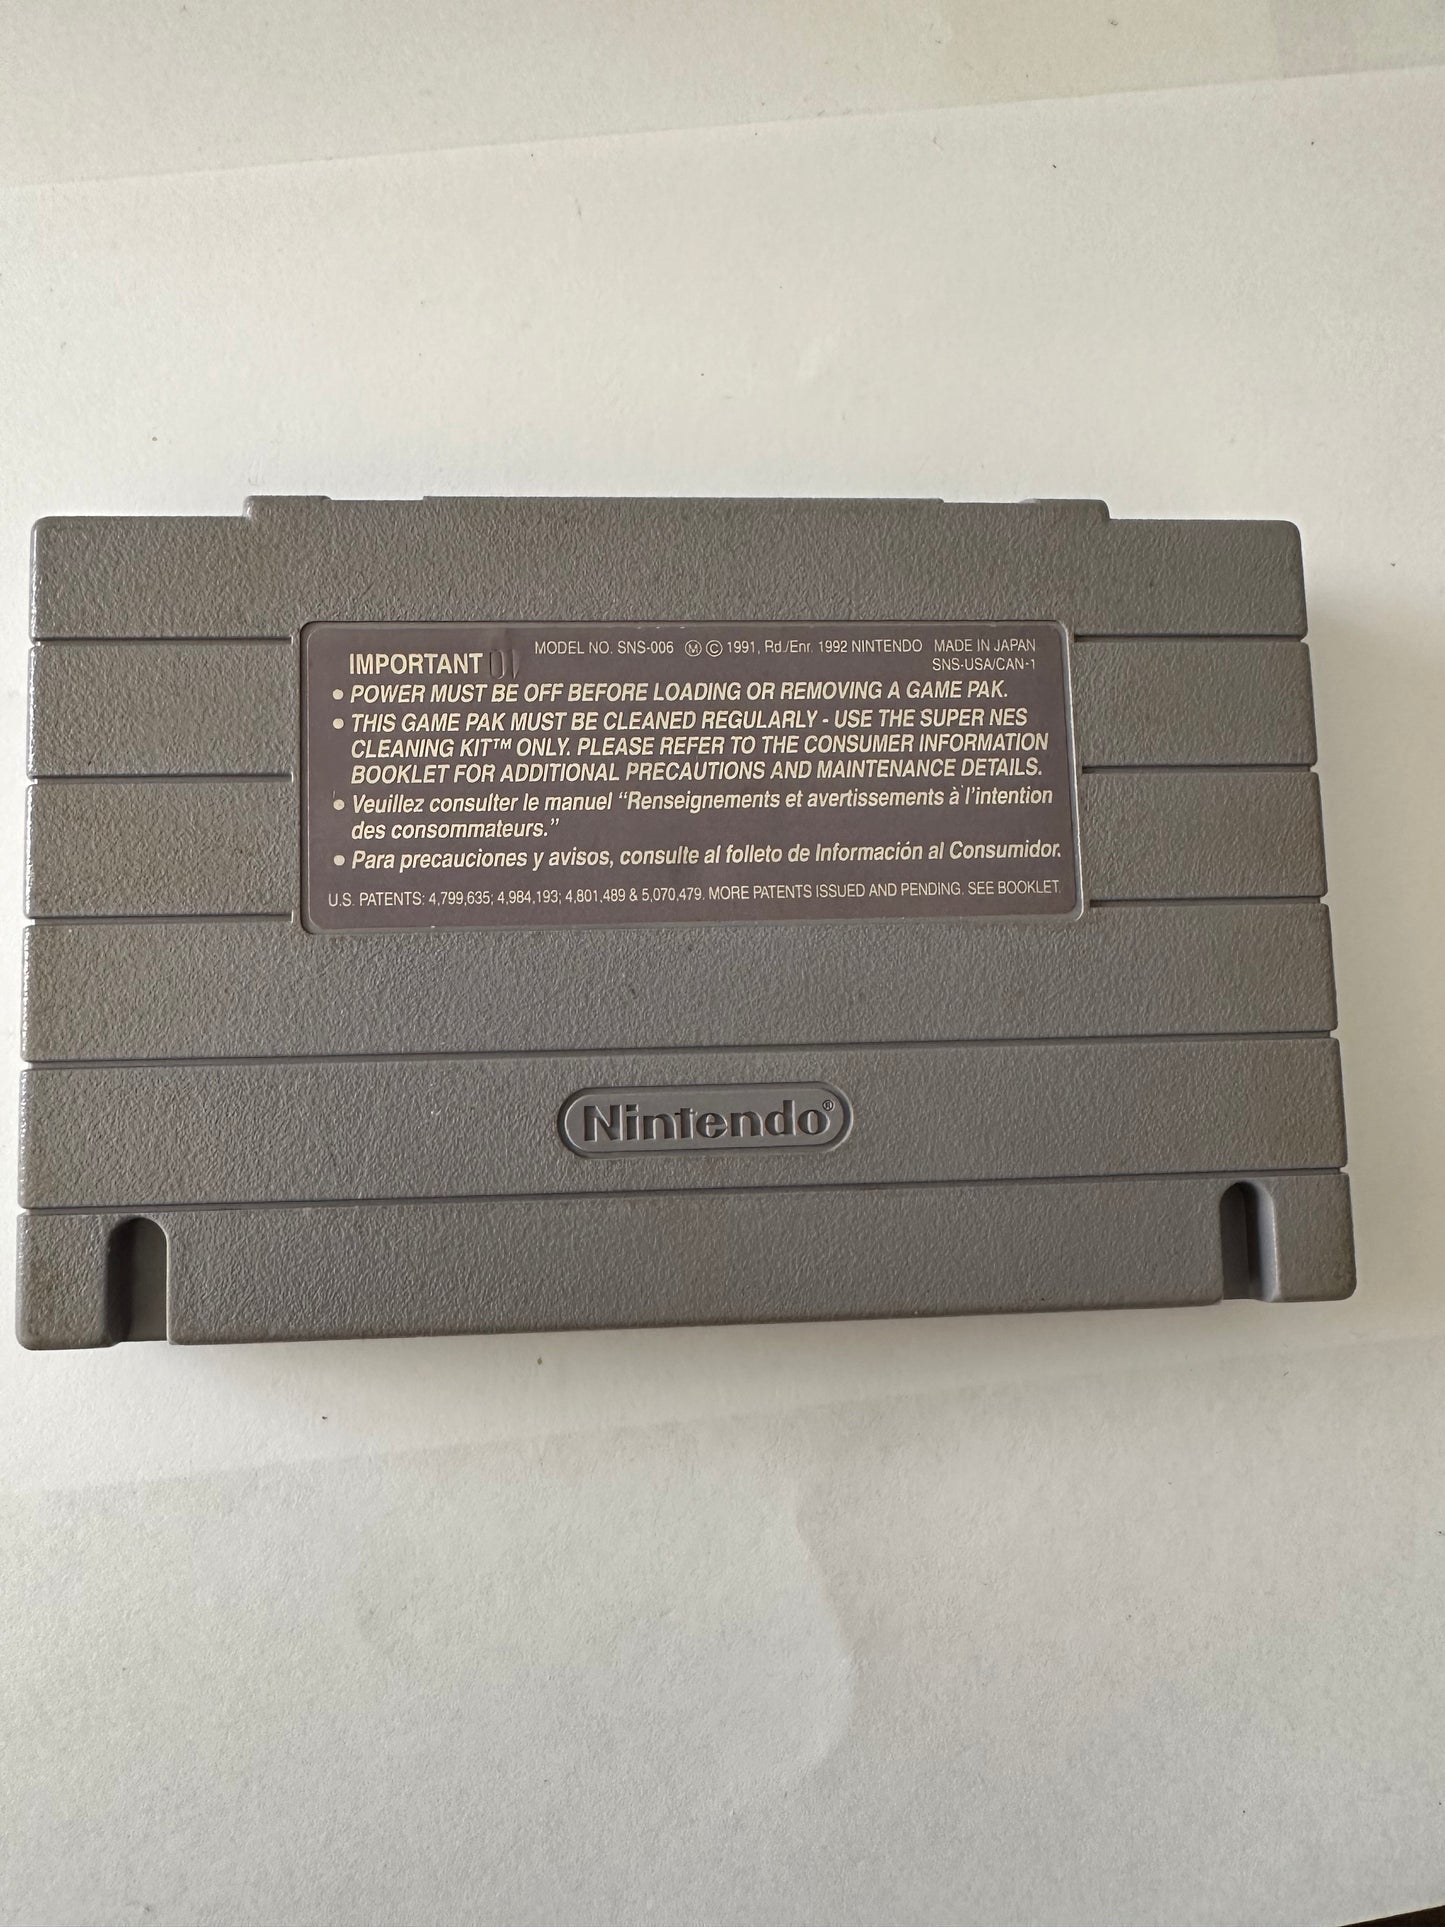 IMPORTANT 01 MODEL NO. SNS-006 Ⓜ © 1991, Rd./Enr. 1992 NINTENDO MADE IN JAPAN
SNS-USA/CAN-1
• POWER MUST BE OFF BEFORE LOADING OR REMOVING A GAME PAK.
• THIS GAME PAK MUST BE CLEANED REGULARLY - USE THE SUPER NES
CLEANING KIT™ ONLY. PLEASE REFER TO THE CONSUMER INFORMATION
BOOKLET FOR ADDITIONAL PRECAUTIONS AND MAINTENANCE DETAILS.
• Veuillez consulter le manuel “Renseignements et avertissements à l’intention
des consommateurs.”
• Para precauciones y avisos, consulte al folleto de Información al Consumidor.
U.S. PATENTS: 4,799,635; 4,984,193; 4,801,489 & 5,070,479. MORE PATENTS ISSUED AND PENDING. SEE BOOKLET.
Nintendo®